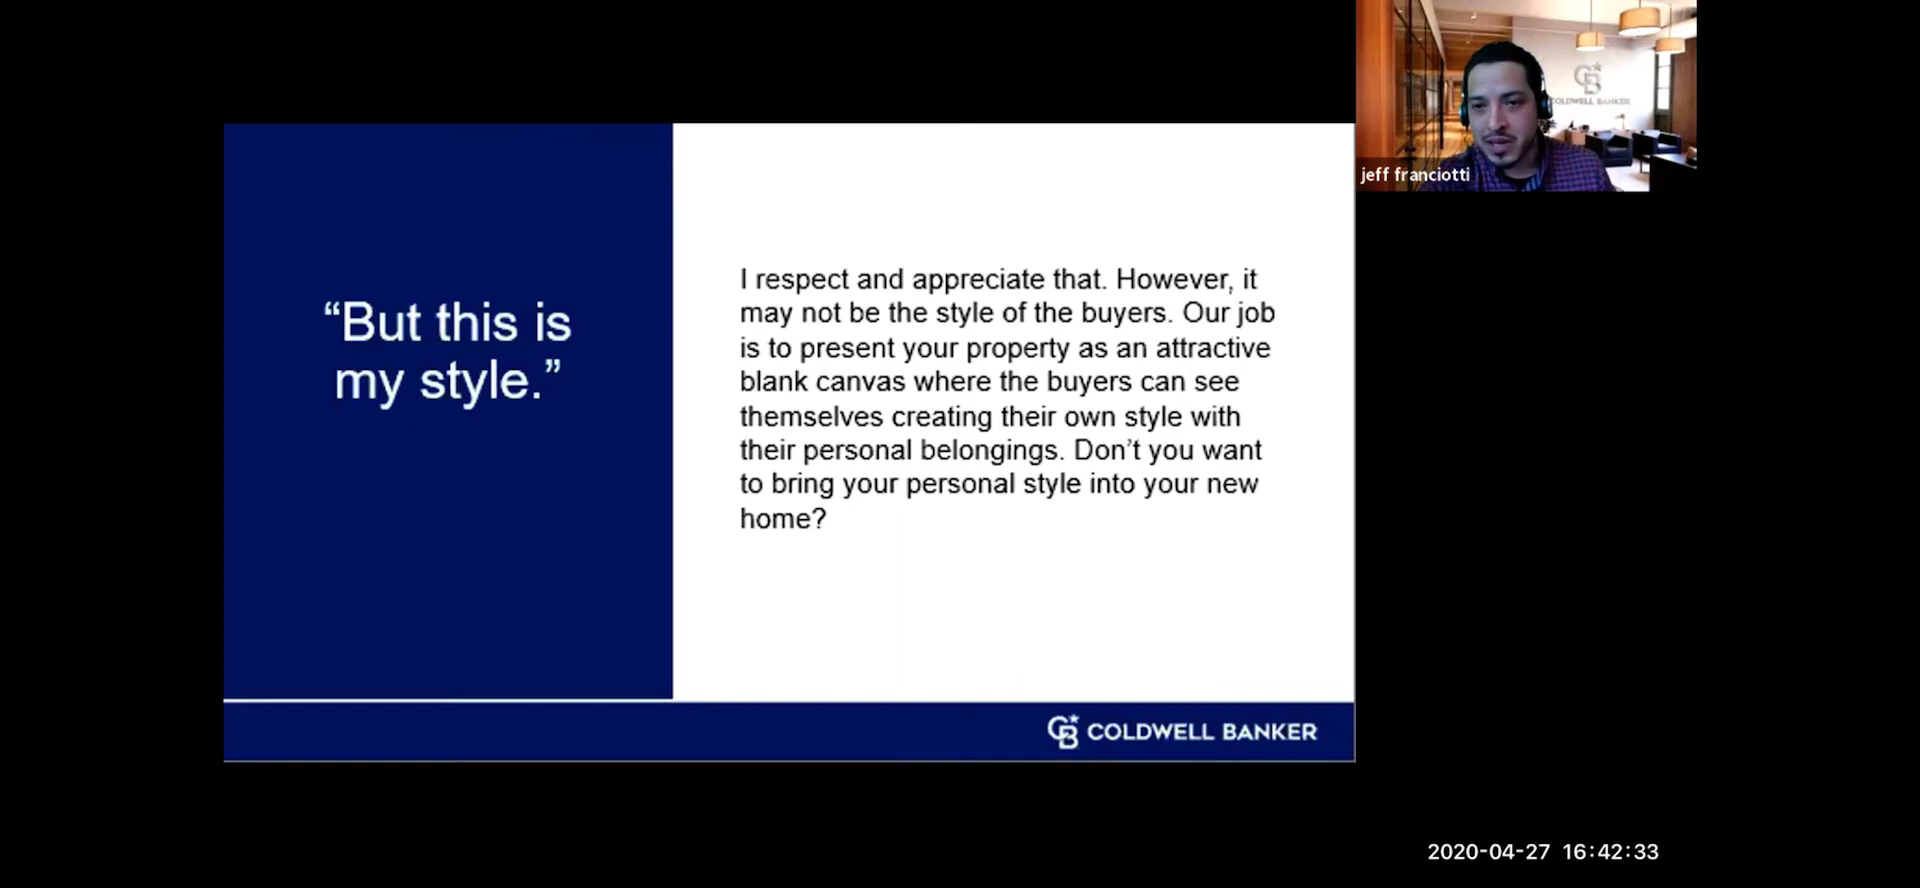 “But this is
my style.”
I respect and appreciate that. However, it
may not be the style of the buyers. Our job
is to present your property as an attractive
blank canvas where the buyers can see
themselves creating their own style with
their personal belongings. Don’t you want
to bring your personal style into your new
home?
COLDWELL BANKER
COLDWELL BANKER
jeff franciotti
2020-04-27 16:42:33